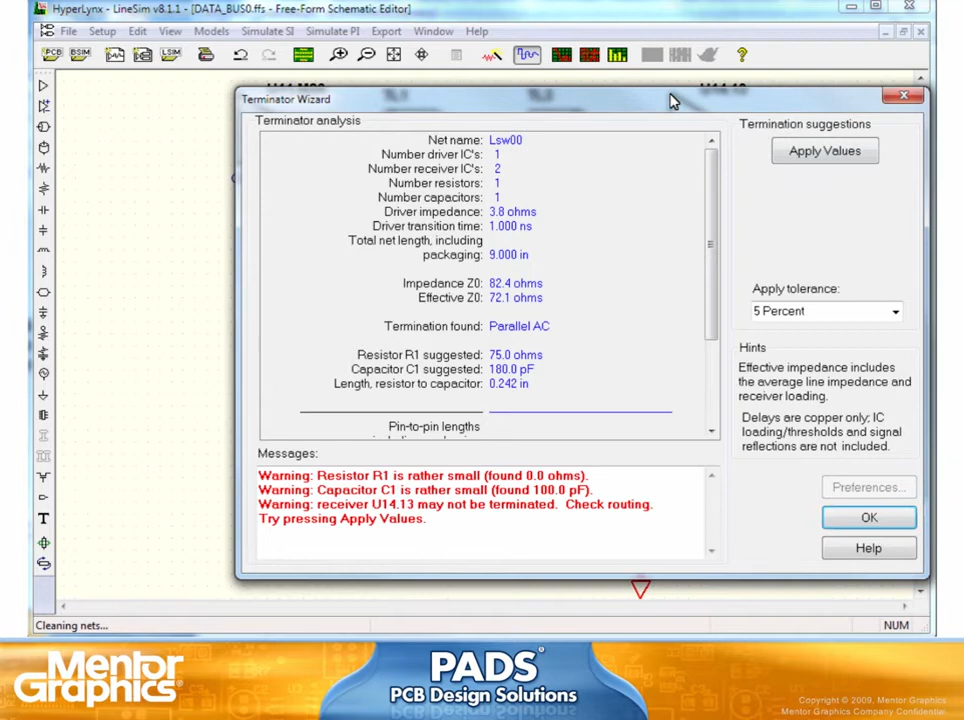 HyperLynx - LineSim v8.1.1 - [DATA_BUS0.ffs - Free-Form Schematic Editor]
File Setup Edit View Models Simulate SI Simulate PI Export Window Help
PCB BSIM LSIM
Terminator Wizard
Terminator analysis
Net name: Lsw00
Number driver IC's: 1
Number receiver IC's: 2
Number resistors: 1
Number capacitors: 1
Driver impedance: 3.8 ohms
Driver transition time: 1.000 ns
Total net length, including
packaging: 9.000 in
Impedance Z0: 82.4 ohms
Effective Z0: 72.1 ohms
Termination found: Parallel AC
Resistor R1 suggested: 75.0 ohms
Capacitor C1 suggested: 180.0 pF
Length, resistor to capacitor: 0.242 in
Pin-to-pin lengths
Messages:
Warning: Resistor R1 is rather small (found 0.0 ohms).
Warning: Capacitor C1 is rather small (found 100.0 pF).
Warning: receiver U14.13 may not be terminated. Check routing.
Try pressing Apply Values.
Termination suggestions
Apply Values
Apply tolerance:
5 Percent
Hints
Effective impedance includes
the average line impedance and
receiver loading.
Delays are copper only; IC
loading/thresholds and signal
reflections are not included.
Preferences...
OK
Help
Cleaning nets...
NUM
Mentor
Graphics®
PADS®
PCB Design Solutions
Copyright © 2009, Mentor Graphics
Mentor Graphics Company Confidential